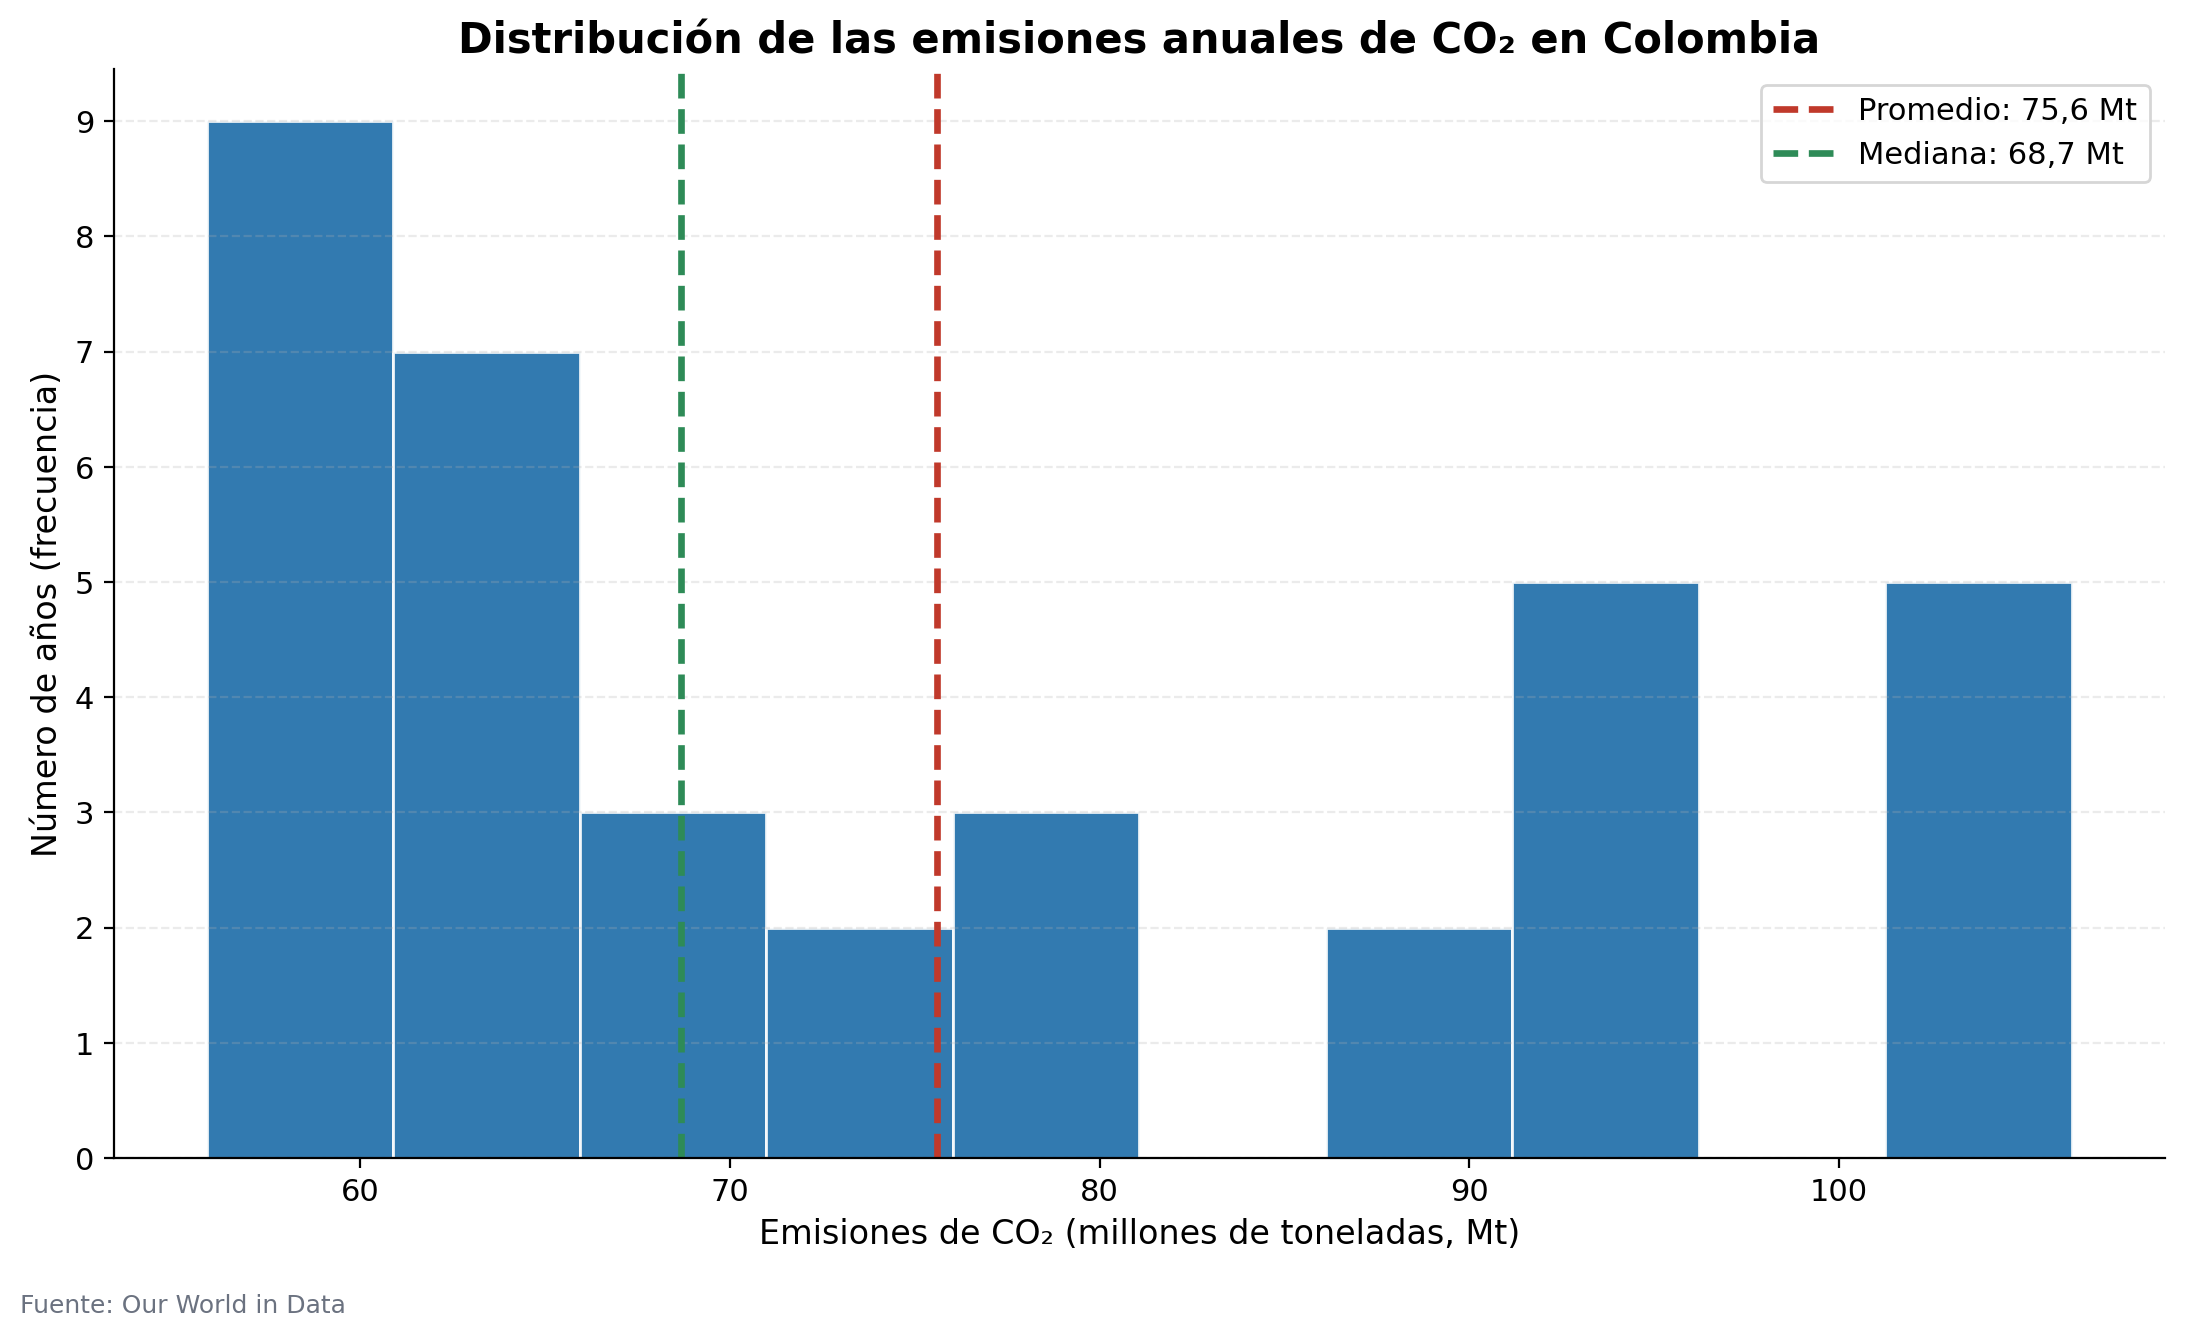 Distribución de las emisiones anuales de CO₂ en Colombia
Promedio: 75,6 Mt
Mediana: 68,7 Mt
Número de años (frecuencia)
9
8
7
6
5
4
3
2
1
0
60 70 80 90 100
Emisiones de CO₂ (millones de toneladas, Mt)
Fuente: Our World in Data